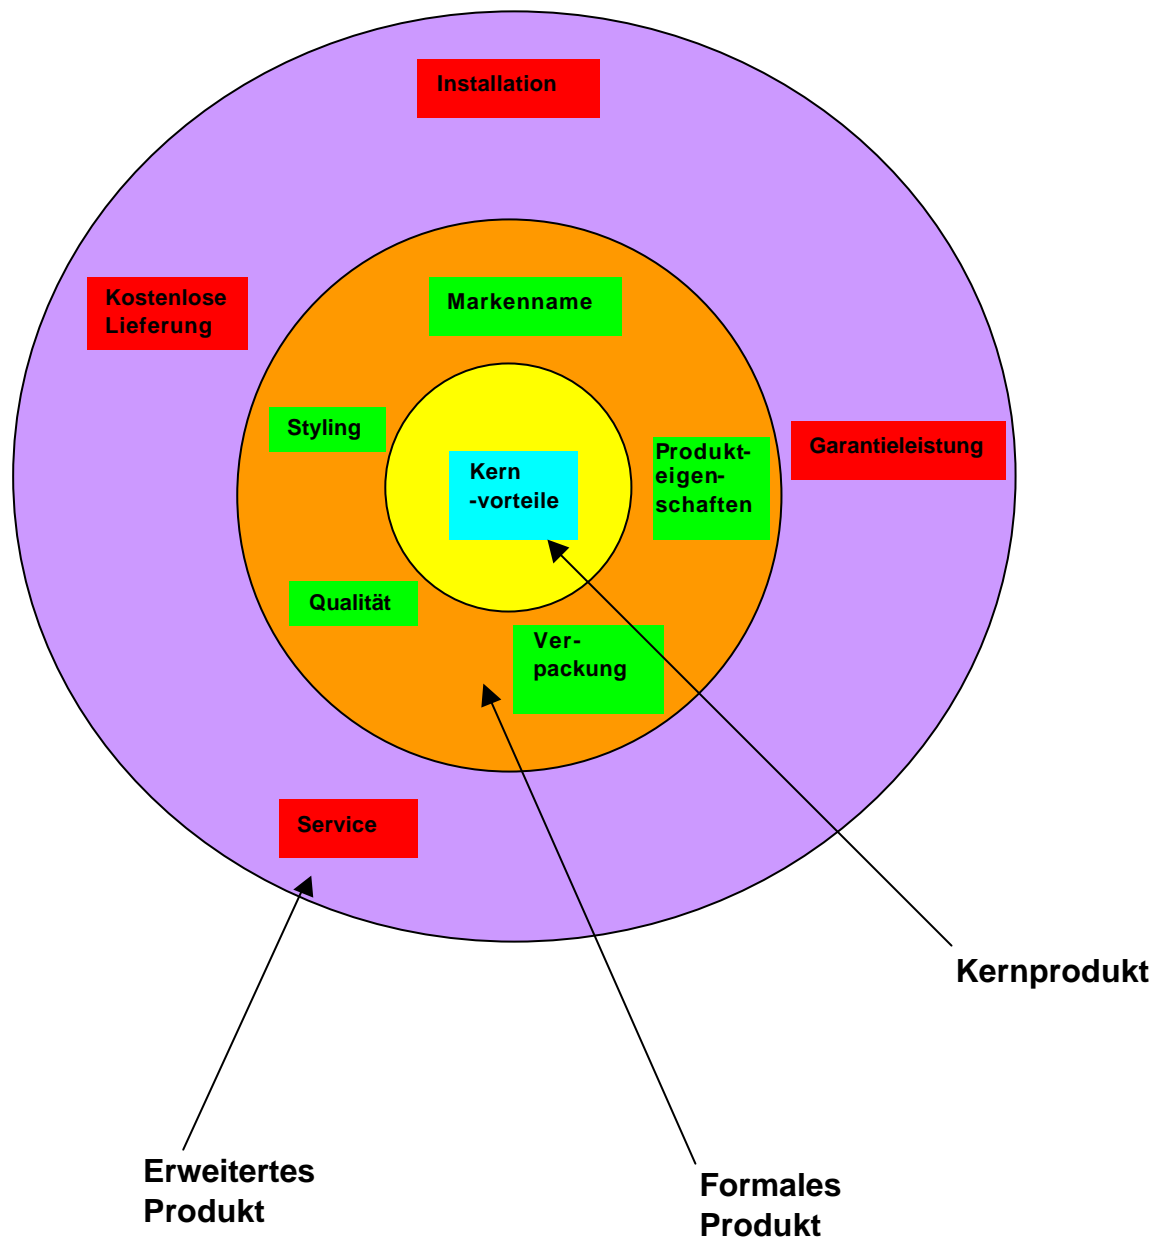 Installation
Kostenlose
Lieferung
Markenname
Styling
Garantieleistung
Produkt-
eigen-
schaften
Kern
-vorteile
Qualität
Ver-
packung
Service
Kernprodukt
Erweitertes
Produkt
Formales
Produkt